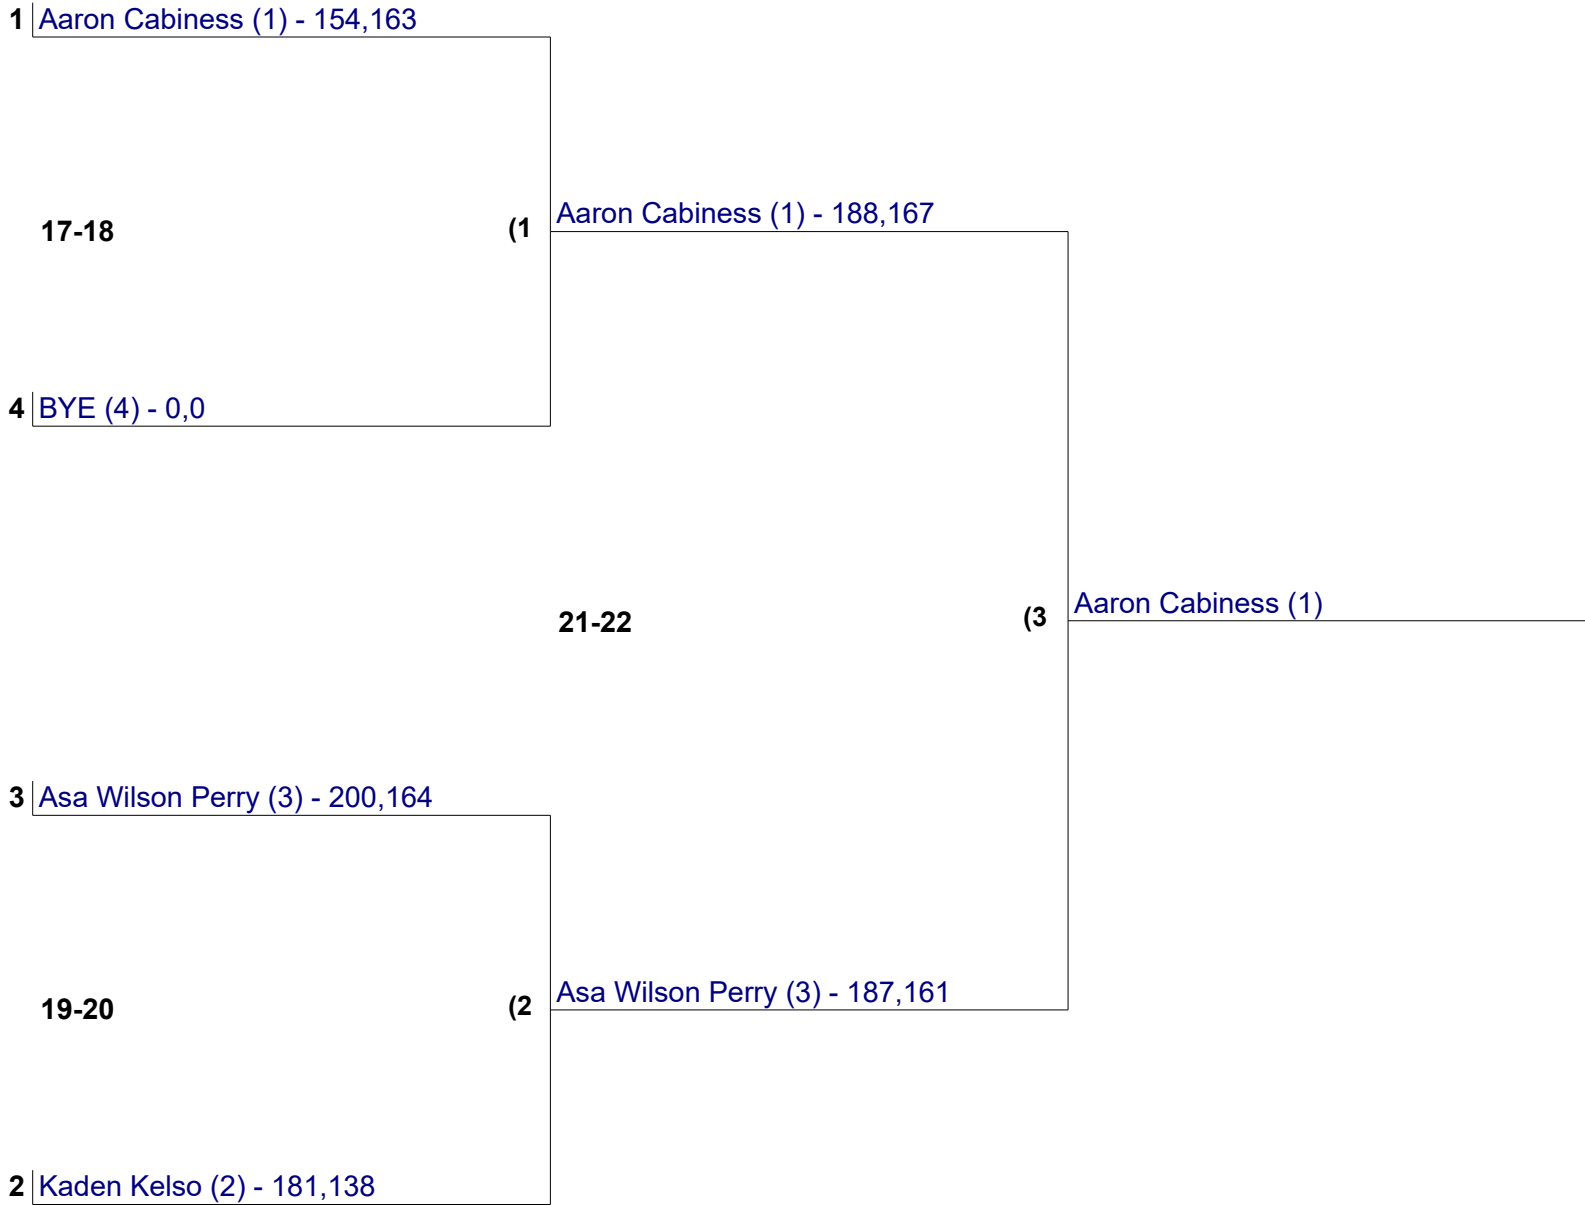 1 Aaron Cabiness (1) - 154,163
17-18 (1 Aaron Cabiness (1) - 188,167
4 BYE (4) - 0,0
21-22 (3 Aaron Cabiness (1)
3 Asa Wilson Perry (3) - 200,164
19-20 (2 Asa Wilson Perry (3) - 187,161
2 Kaden Kelso (2) - 181,138